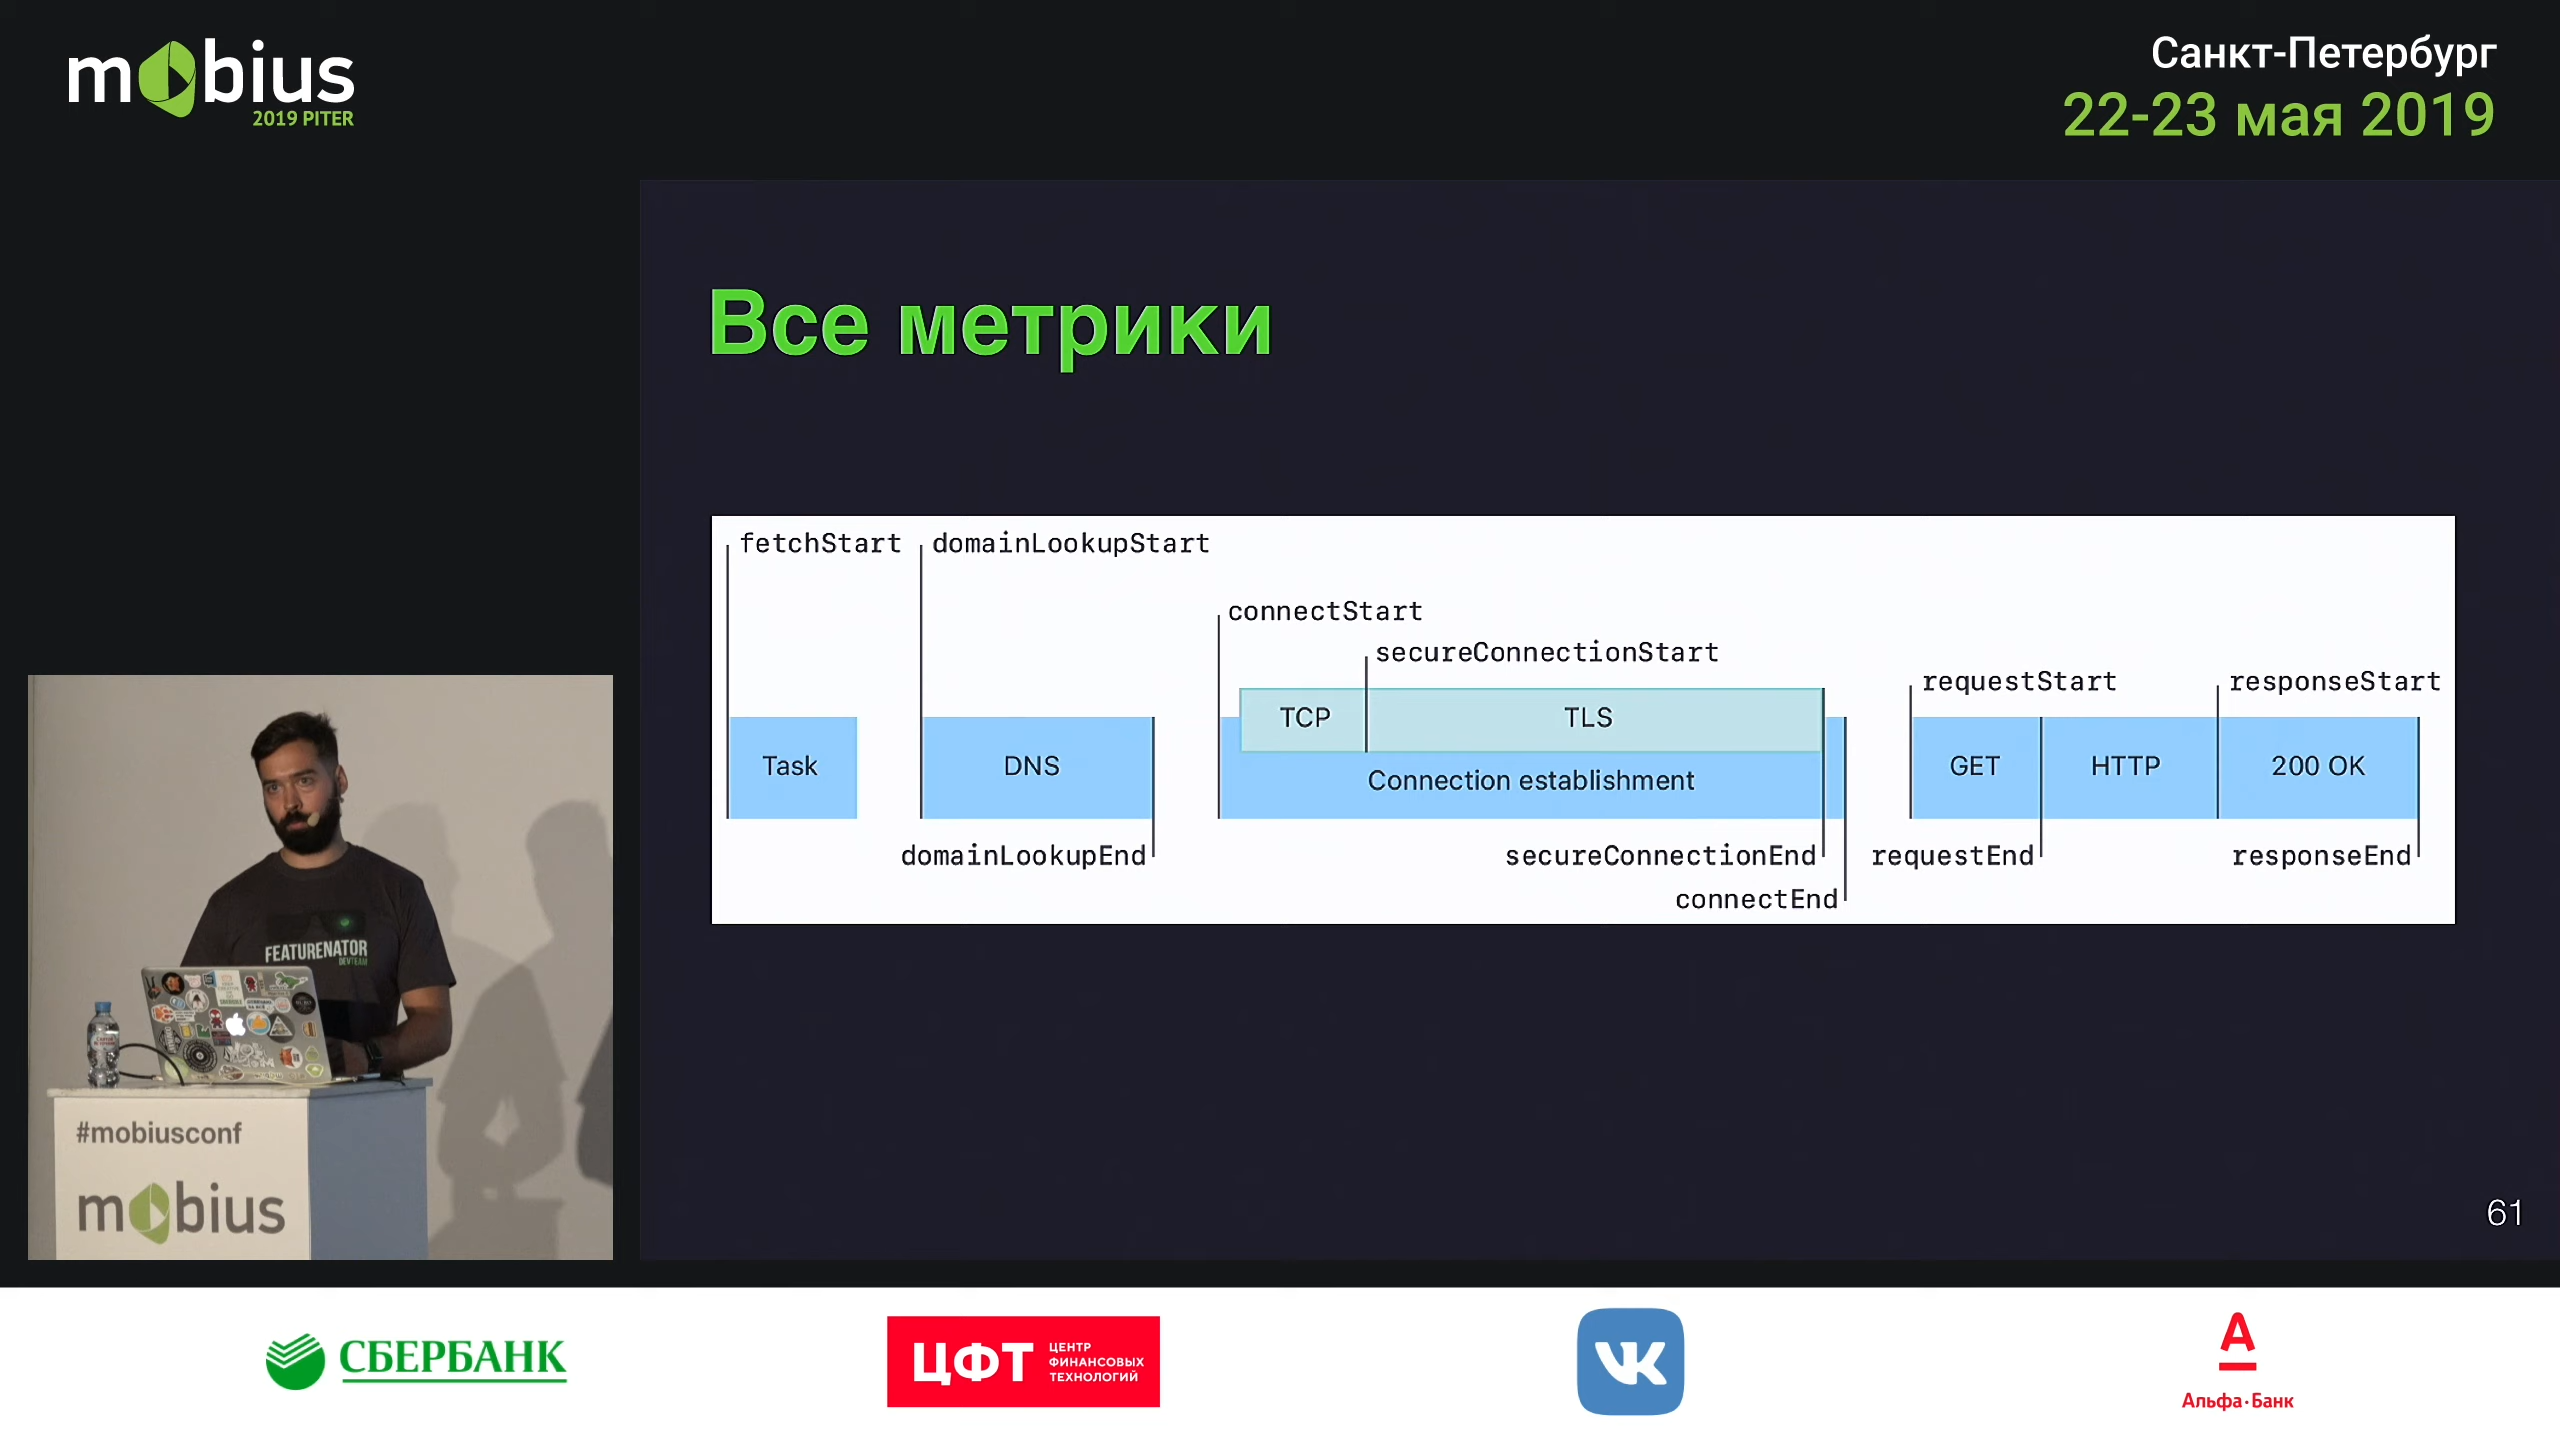 mobius
2019 PITER
Санкт-Петербург
22-23 мая 2019
Все метрики
fetchStart
domainLookupStart
connectStart
secureConnectionStart
requestStart
responseStart
TCP
TLS
Task
DNS
Connection establishment
GET
HTTP
200 OK
domainLookupEnd
secureConnectionEnd
requestEnd
responseEnd
connectEnd
61
FEATURENATOR
DEVTEAM
#mobiusconf
mobius
СБЕРБАНК
ЦФТ
ЦЕНТР
ФИНАНСОВЫХ
ТЕХНОЛОГИЙ
VK
А
Альфа·Банк